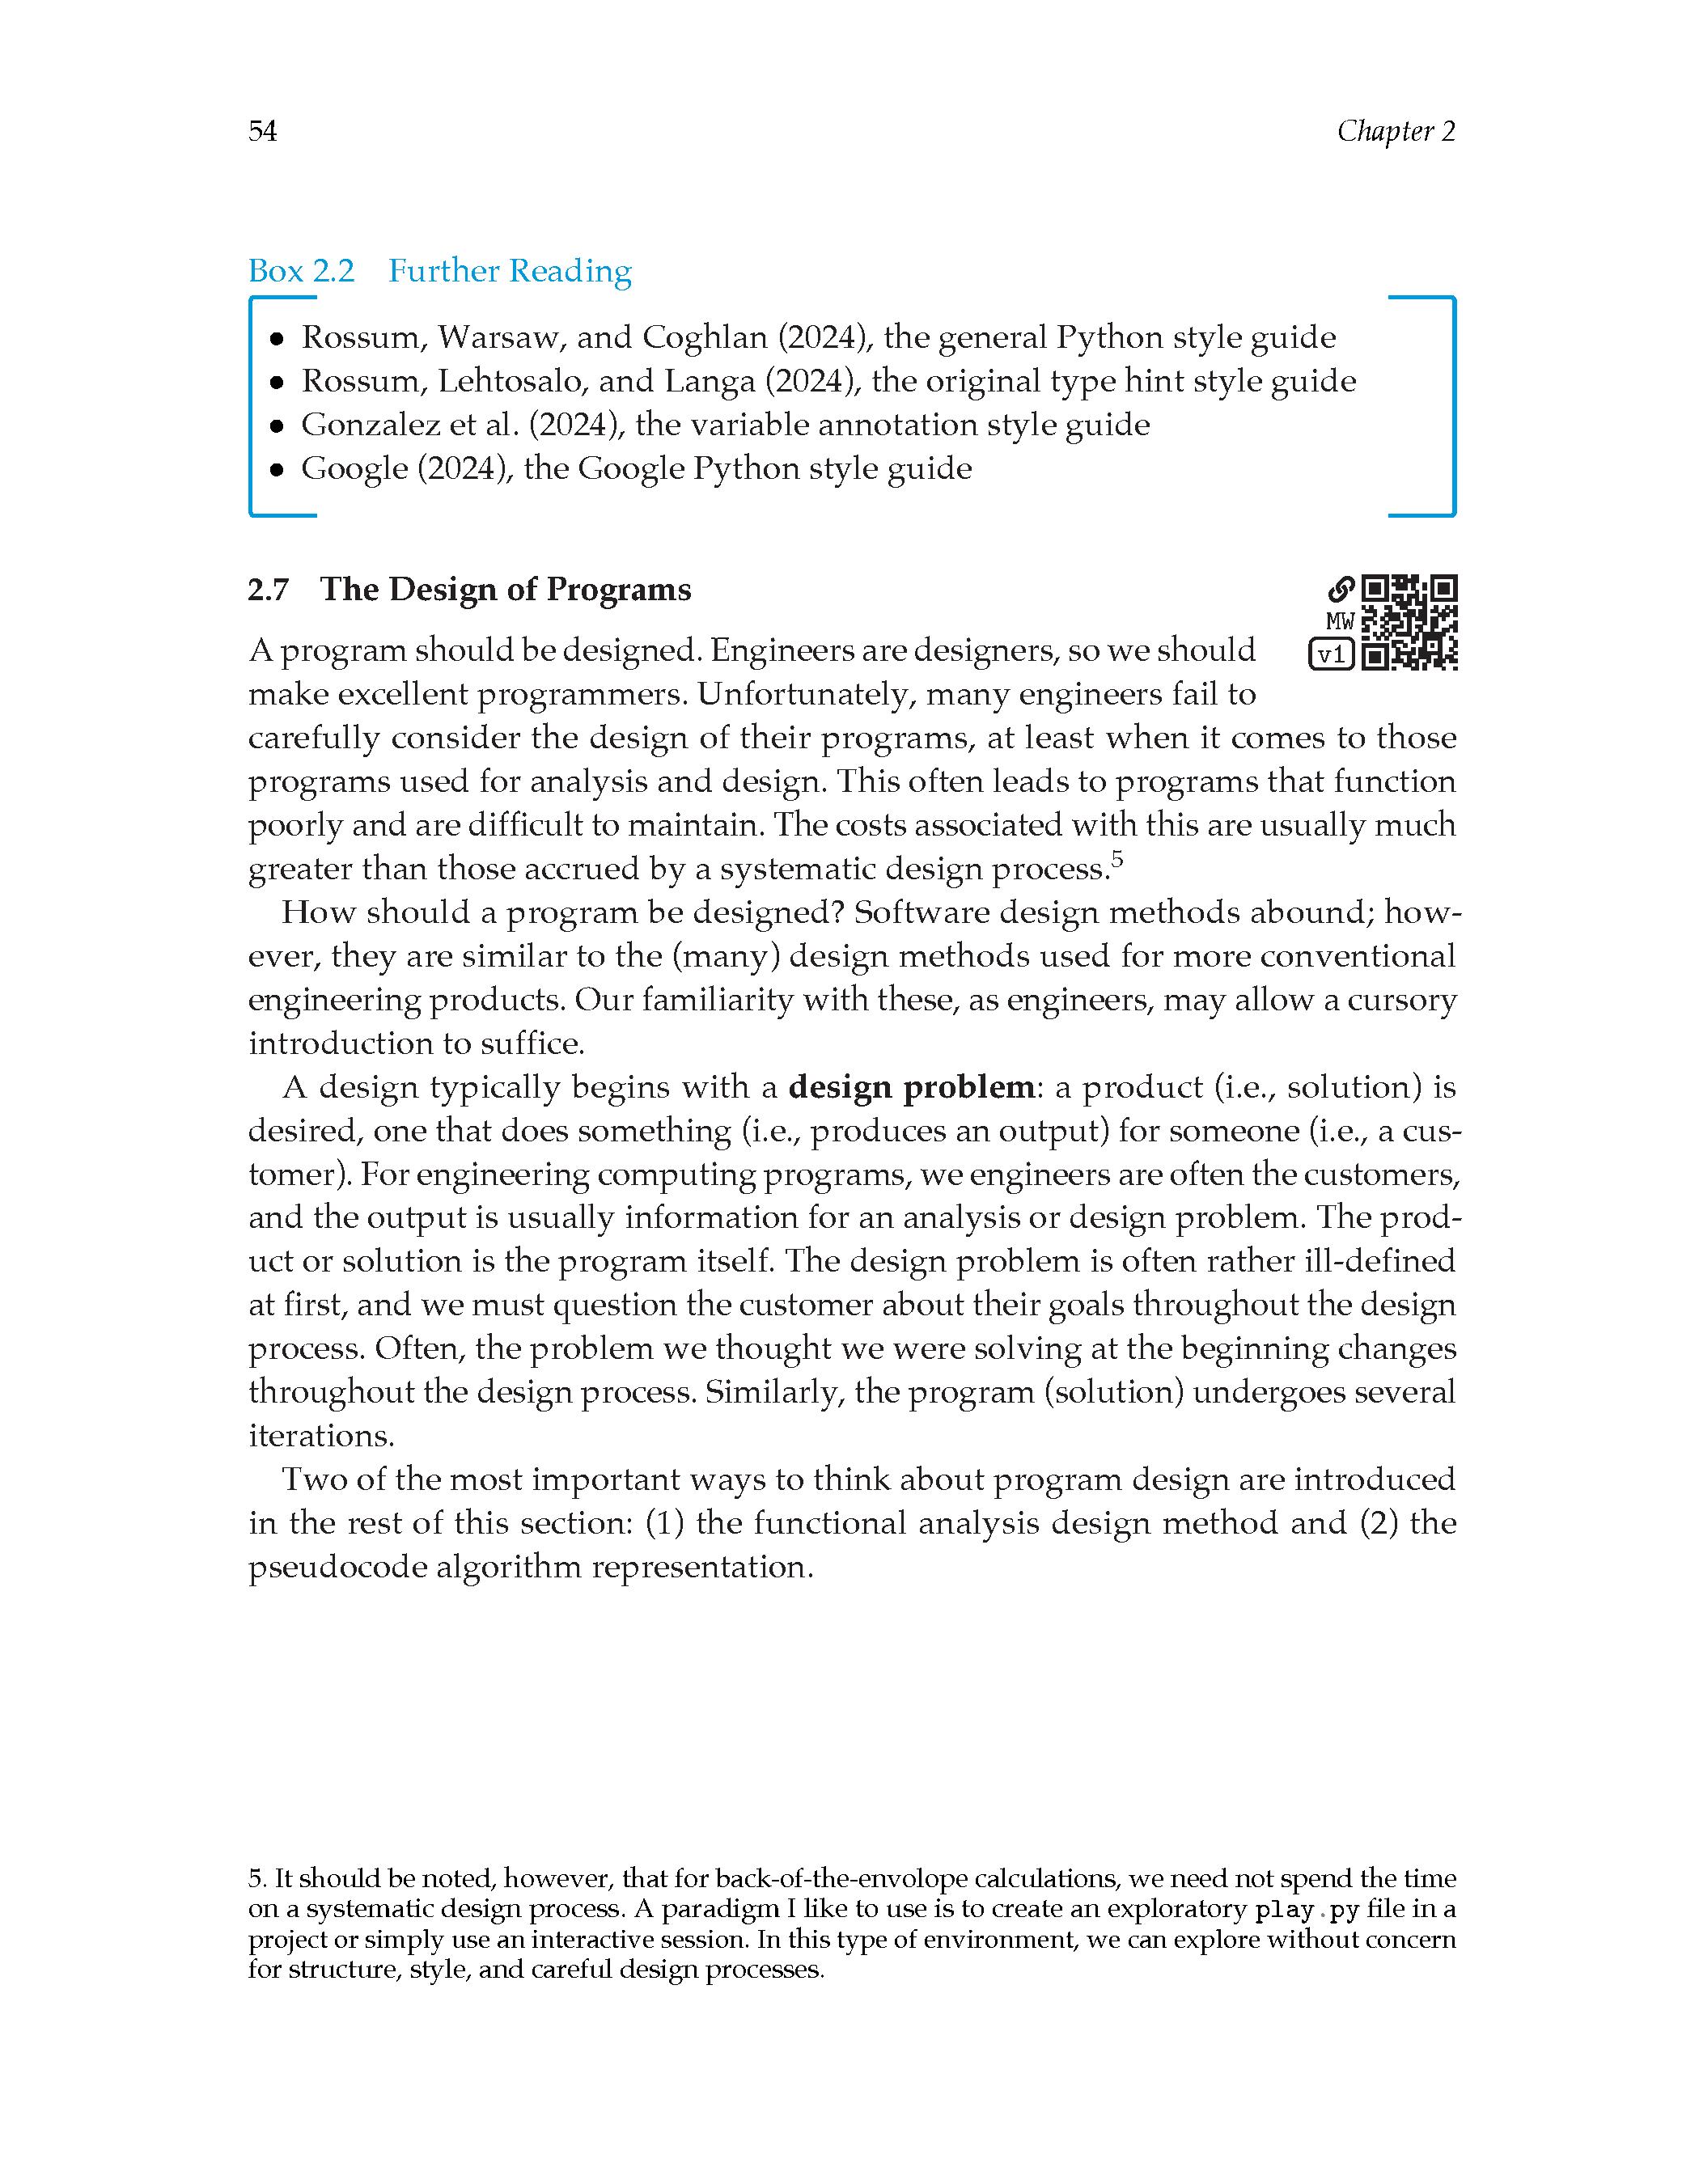 54
Chapter 2
Box 2.2 Further Reading
• Rossum, Warsaw, and Coghlan (2024), the general Python style guide
• Rossum, Lehtosalo, and Langa (2024), the original type hint style guide
• Gonzalez et al. (2024), the variable annotation style guide
• Google (2024), the Google Python style guide
2.7 The Design of Programs
MW
v1
A program should be designed. Engineers are designers, so we should
make excellent programmers. Unfortunately, many engineers fail to
carefully consider the design of their programs, at least when it comes to those
programs used for analysis and design. This often leads to programs that function
poorly and are difficult to maintain. The costs associated with this are usually much
greater than those accrued by a systematic design process.5
How should a program be designed? Software design methods abound; how-
ever, they are similar to the (many) design methods used for more conventional
engineering products. Our familiarity with these, as engineers, may allow a cursory
introduction to suffice.
A design typically begins with a design problem: a product (i.e., solution) is
desired, one that does something (i.e., produces an output) for someone (i.e., a cus-
tomer). For engineering computing programs, we engineers are often the customers,
and the output is usually information for an analysis or design problem. The prod-
uct or solution is the program itself. The design problem is often rather ill-defined
at first, and we must question the customer about their goals throughout the design
process. Often, the problem we thought we were solving at the beginning changes
throughout the design process. Similarly, the program (solution) undergoes several
iterations.
Two of the most important ways to think about program design are introduced
in the rest of this section: (1) the functional analysis design method and (2) the
pseudocode algorithm representation.
5. It should be noted, however, that for back-of-the-envolope calculations, we need not spend the time
on a systematic design process. A paradigm I like to use is to create an exploratory play.py file in a
project or simply use an interactive session. In this type of environment, we can explore without concern
for structure, style, and careful design processes.